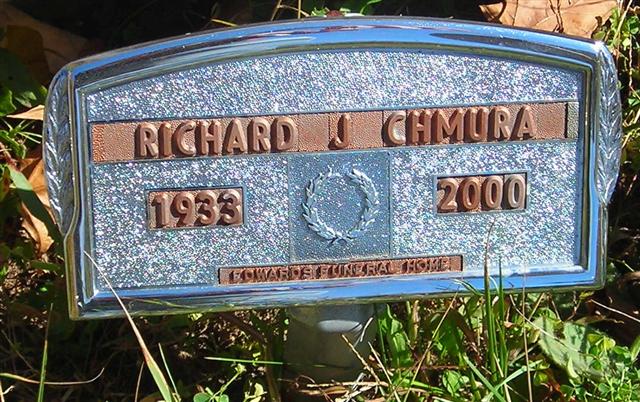 RICHARD J CHMURA
1933 2000
EDWARDS FUNERAL HOME